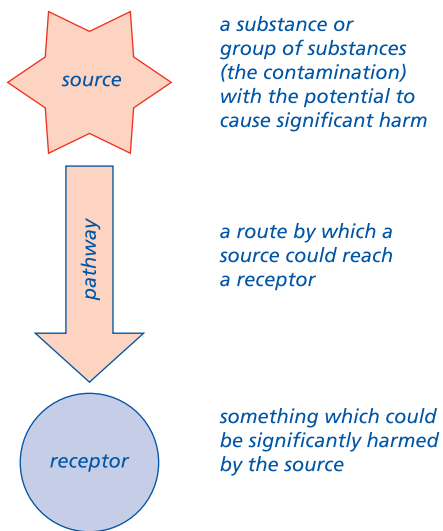 source
a substance or
group of substances
(the contamination)
with the potential to
cause significant harm
pathway
a route by which a
source could reach
a receptor
receptor
something which could
be significantly harmed
by the source